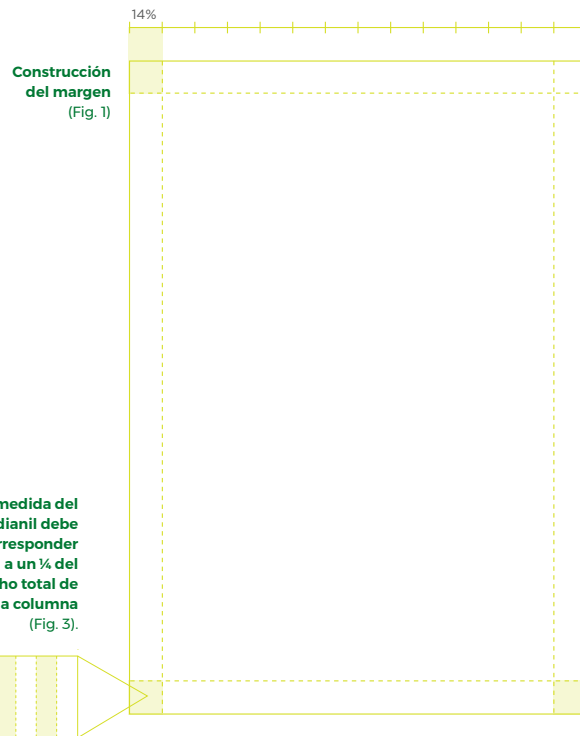 14%
Construcción
del margen
(Fig. 1)
medida del
dianil debe
rresponder
a un ¼ del
ho total de
a columna
(Fig. 3).